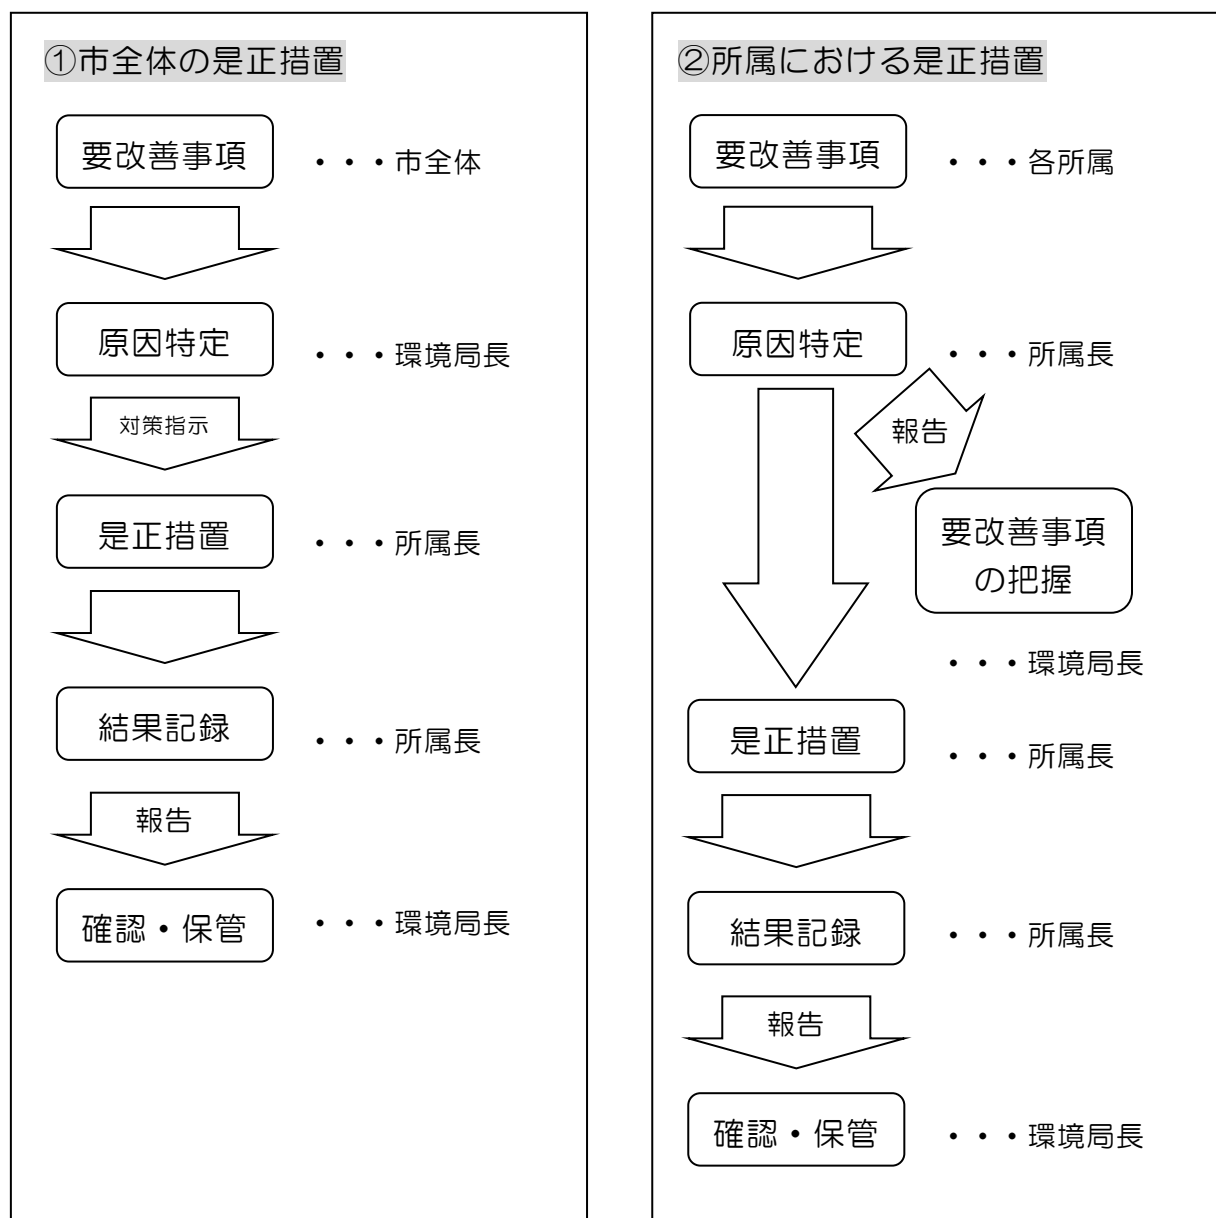 ①市全体の是正措置
要改善事項
・・・市全体
原因特定
・・・環境局長
対策指示
是正措置
・・・所属長
結果記録
・・・所属長
報告
確認・保管
・・・環境局長
②所属における是正措置
要改善事項
・・・各所属
原因特定
・・・所属長
報告
要改善事項
の把握
・・・環境局長
是正措置
・・・所属長
結果記録
・・・所属長
報告
確認・保管
・・・環境局長